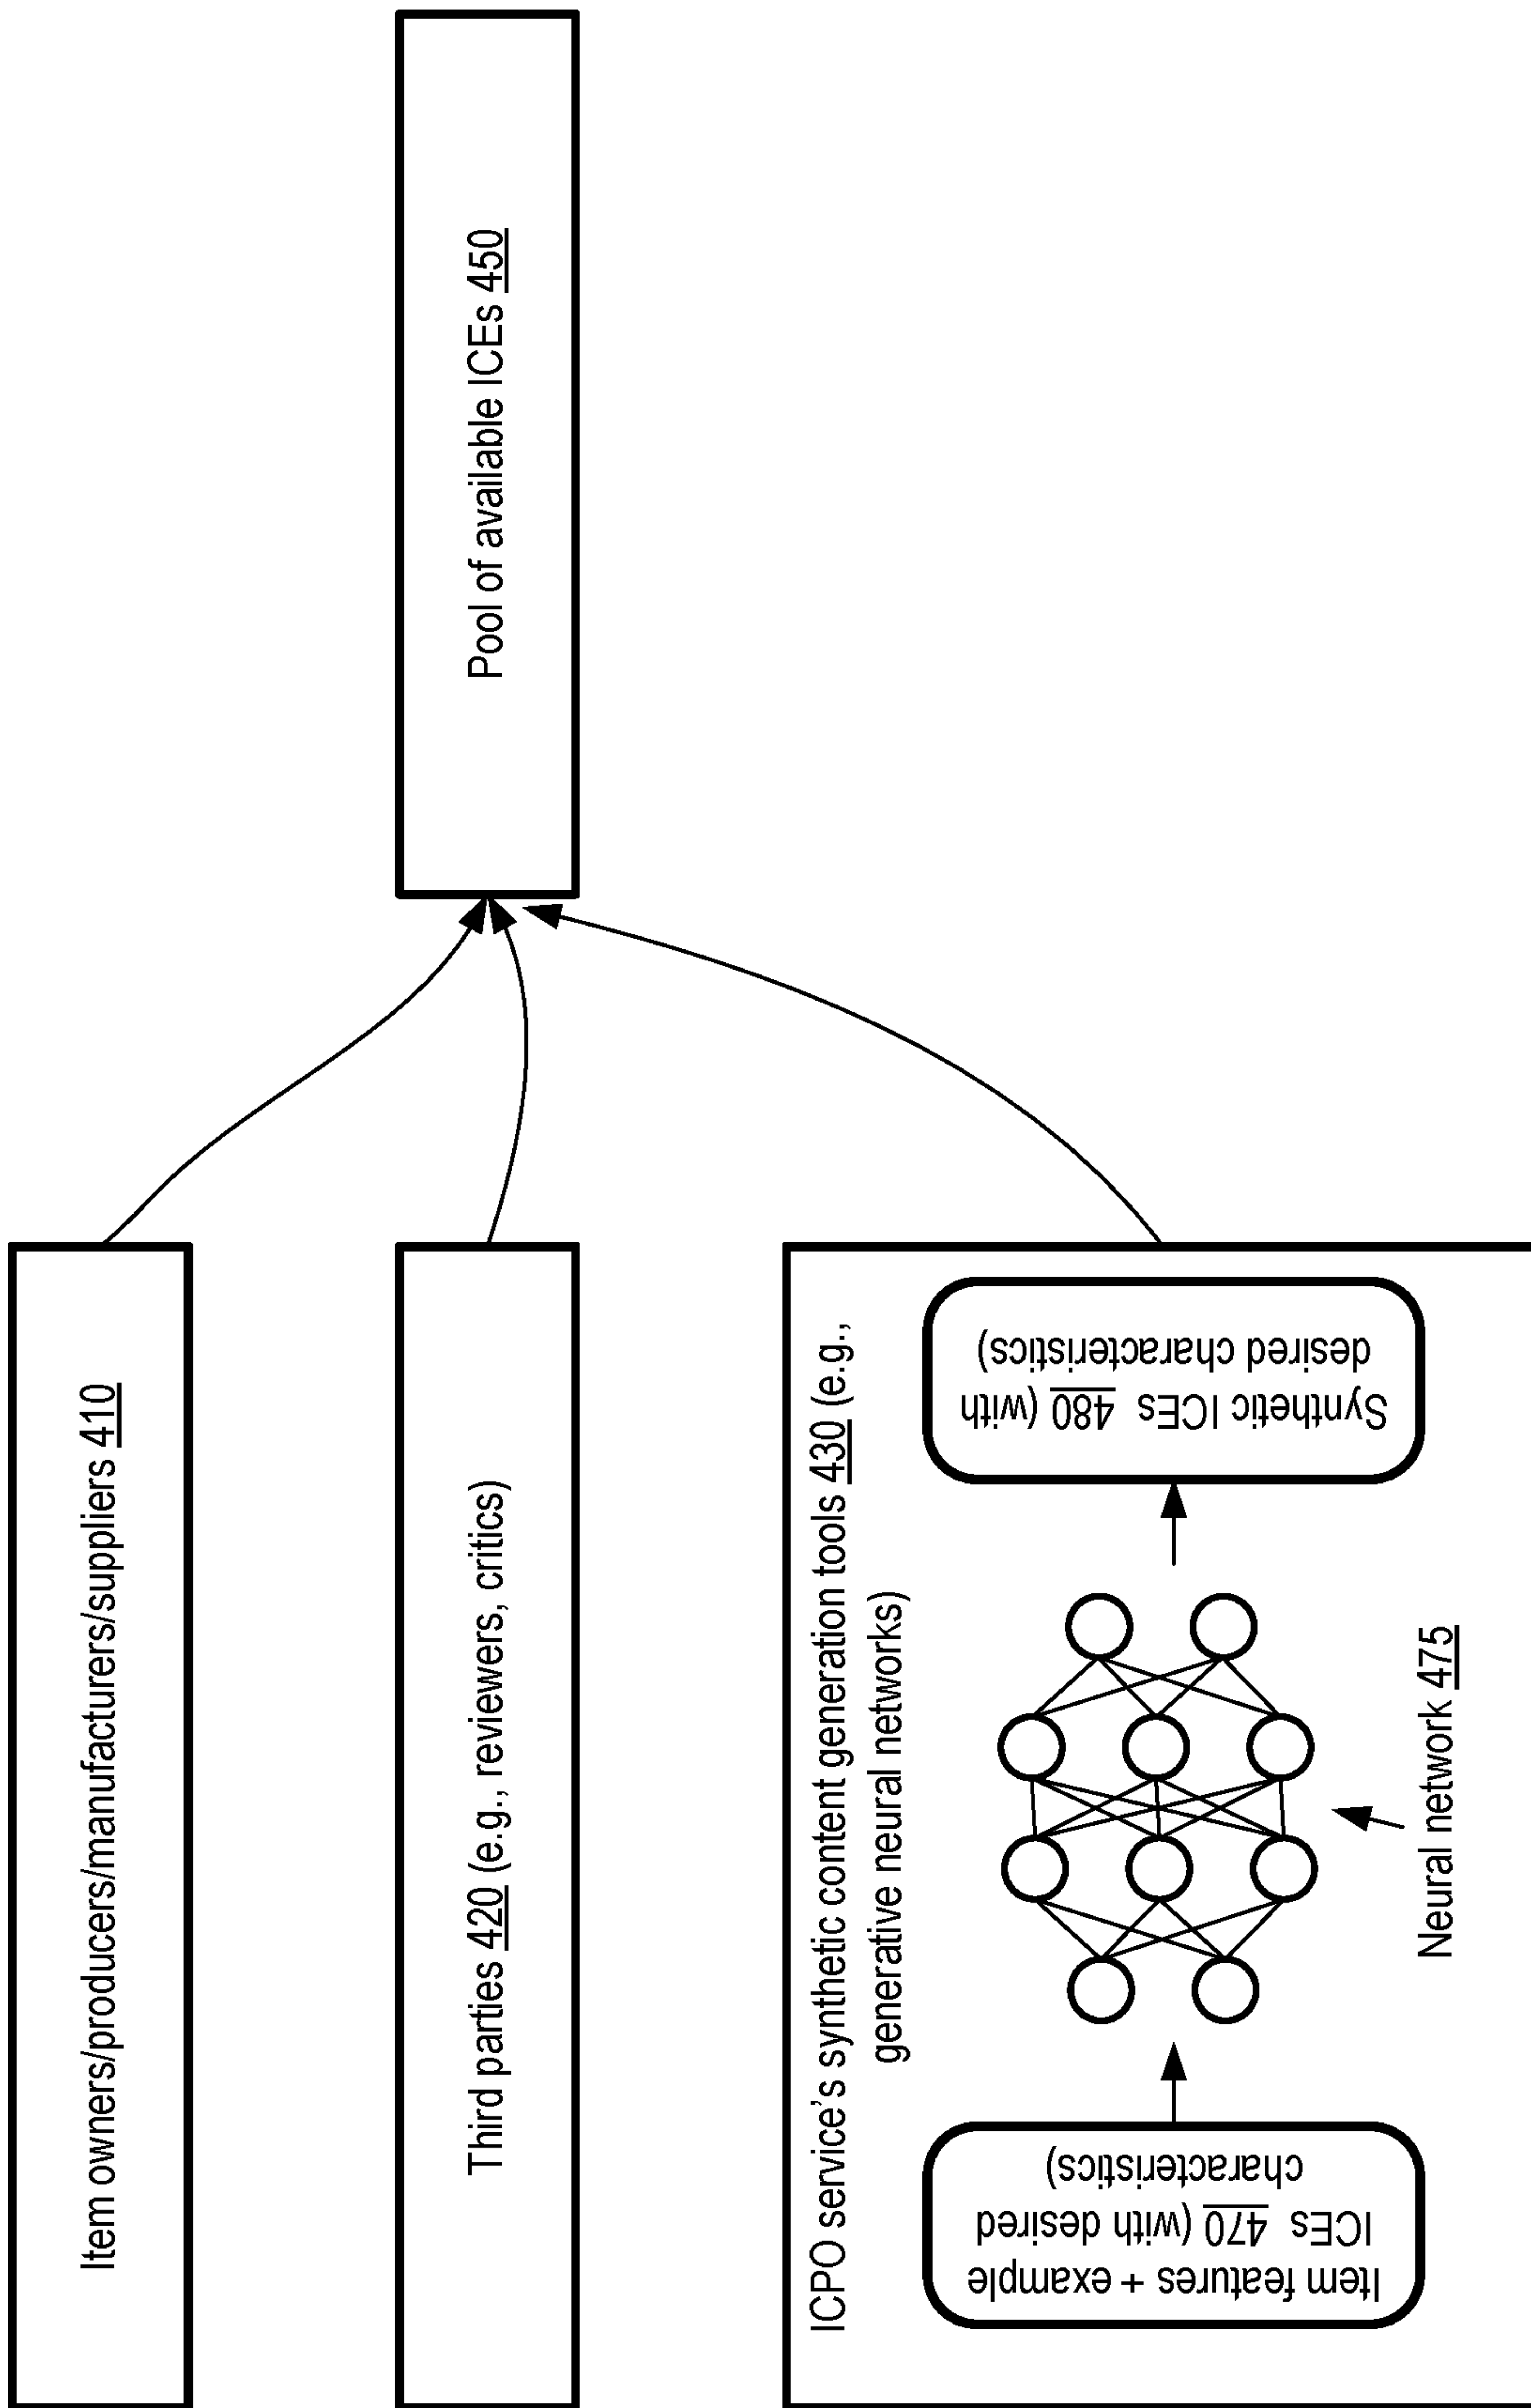 Item owners/producers/manufacturers/suppliers 410
Third parties 420 (e.g., reviewers, critics)
Pool of available ICEs 450
ICPO service’s synthetic content generation tools 430 (e.g.,
generative neural networks)
Item features + example
ICEs 470 (with desired
characteristics)
Neural network 475
Synthetic ICEs 480 (with
desired characteristics)